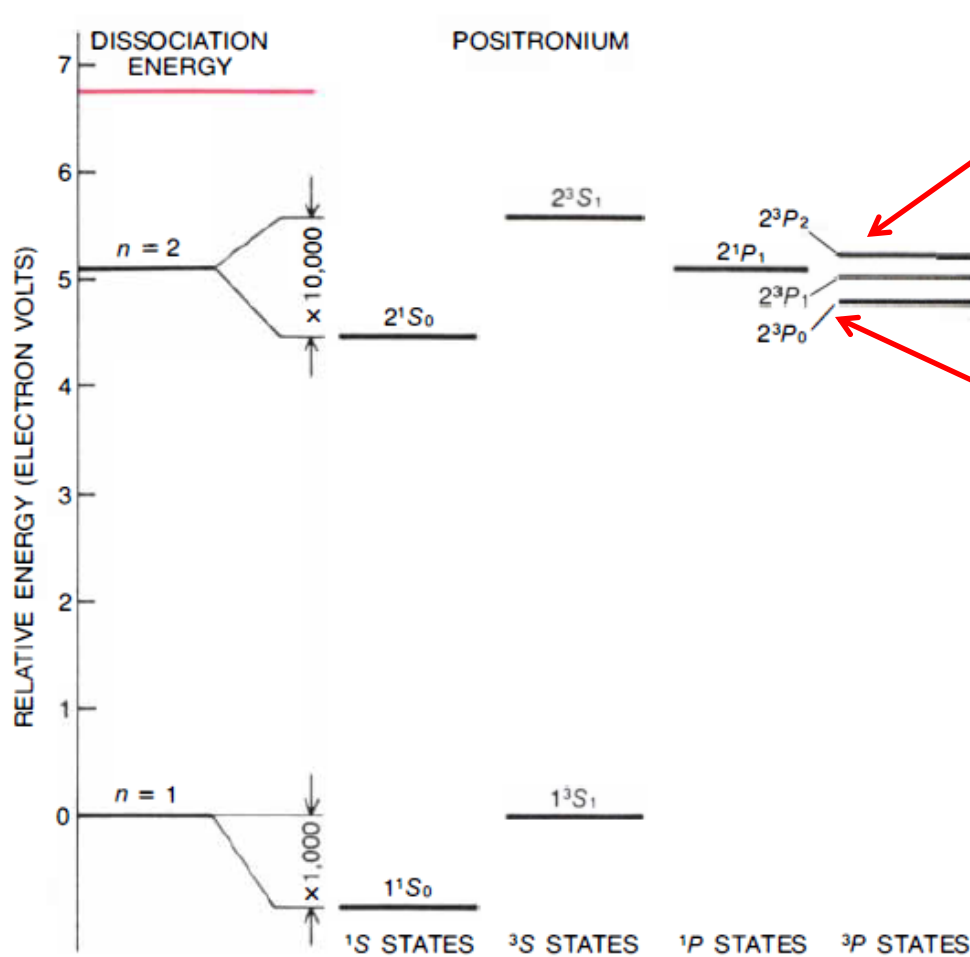 DISSOCIATION
ENERGY
POSITRONIUM
RELATIVE ENERGY (ELECTRON VOLTS)
7
6
5
4
3
2
1
0
n = 2
× 10,000
2¹S₀
2³S₁
2¹P₁
2³P₂
2³P₁
2³P₀
n = 1
×1,000
1¹S₀
1³S₁
¹S STATES
³S STATES
¹P STATES
³P STATES